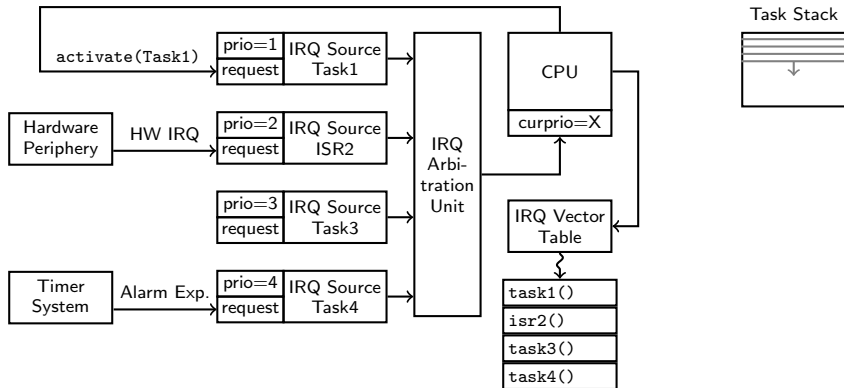 Task Stack
prio=1
request
IRQ Source
Task1
activate(Task1)
CPU
curprio=X
Hardware
Periphery
HW IRQ
prio=2
request
IRQ Source
ISR2
IRQ
Arbi-
tration
Unit
prio=3
request
IRQ Source
Task3
IRQ Vector
Table
Timer
System
Alarm Exp.
prio=4
request
IRQ Source
Task4
task1()
isr2()
task3()
task4()